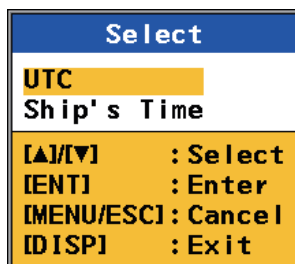 Select
UTC
Ship's Time
[▲]/[▼] :Select
[ENT] :Enter
[MENU/ESC]:Cancel
[DISP] :Exit